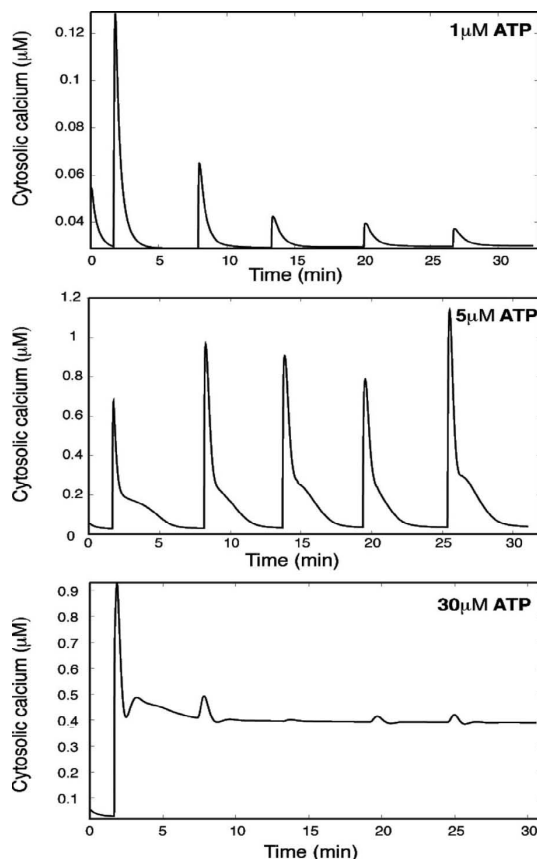 1μM ATP
Cytosolic calcium (μM)
0.12
0.1
0.08
0.06
0.04
0 5 10 15 20 25 30
Time (min)
5μM ATP
Cytosolic calcium (μM)
1.2
1
0.8
0.6
0.4
0.2
0
0 5 10 15 20 25 30
Time (min)
30μM ATP
Cytosolic calcium (μM)
0.9
0.8
0.7
0.6
0.5
0.4
0.3
0.2
0.1
0 5 10 15 20 25 30
Time (min)